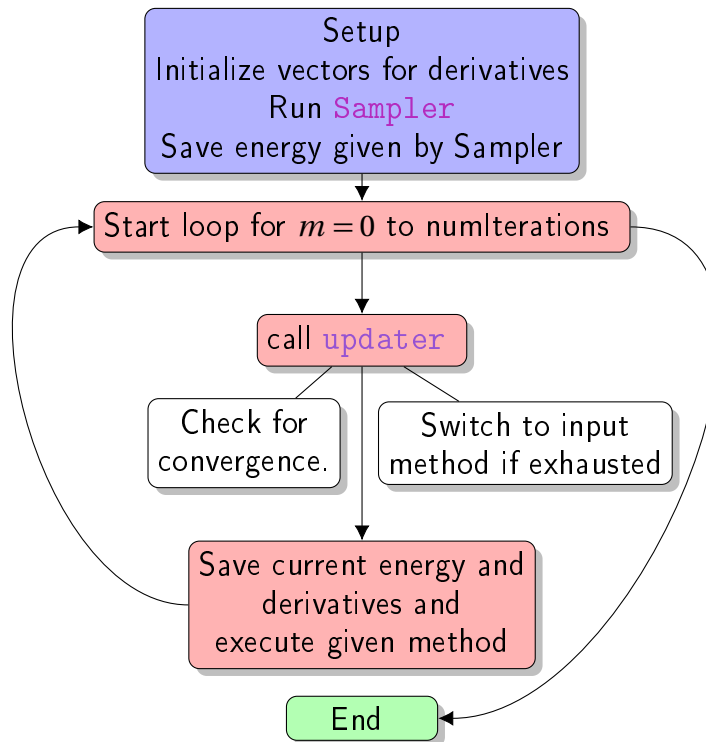 Setup
Initialize vectors for derivatives
Run Sampler
Save energy given by Sampler
Start loop for m = 0 to numIterations
call updater
Check for
convergence.
Switch to input
method if exhausted
Save current energy and
derivatives and
execute given method
End